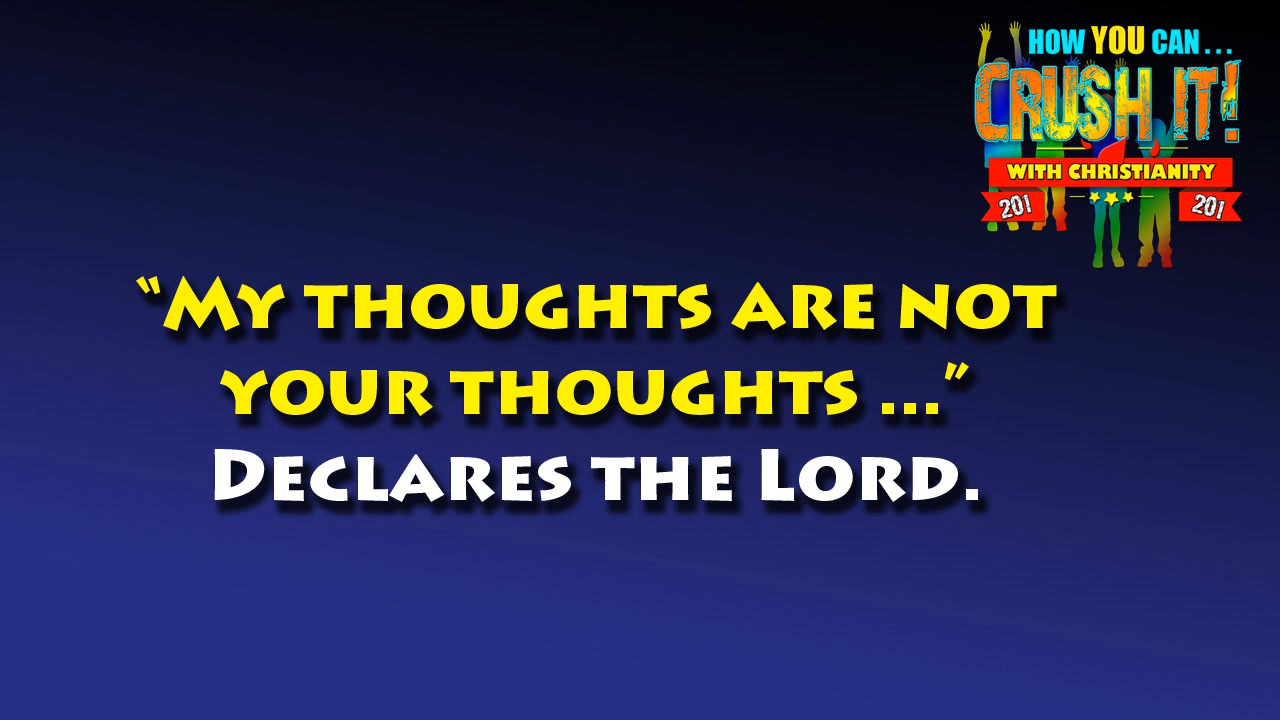 HOW YOU CAN . . .
CRUSH IT!
WITH CHRISTIANITY
201 201
“My thoughts are not
your thoughts ...”
Declares the Lord.